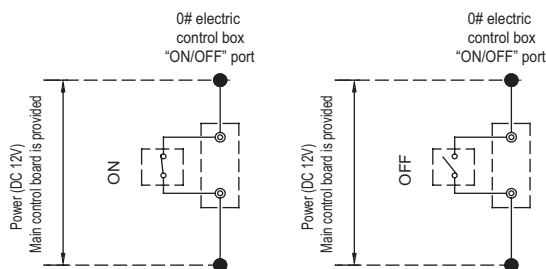 0# electric
control box
“ON/OFF” port
Power (DC 12V)
Main control board is provided
ON
0# electric
control box
“ON/OFF” port
Power (DC 12V)
Main control board is provided
OFF